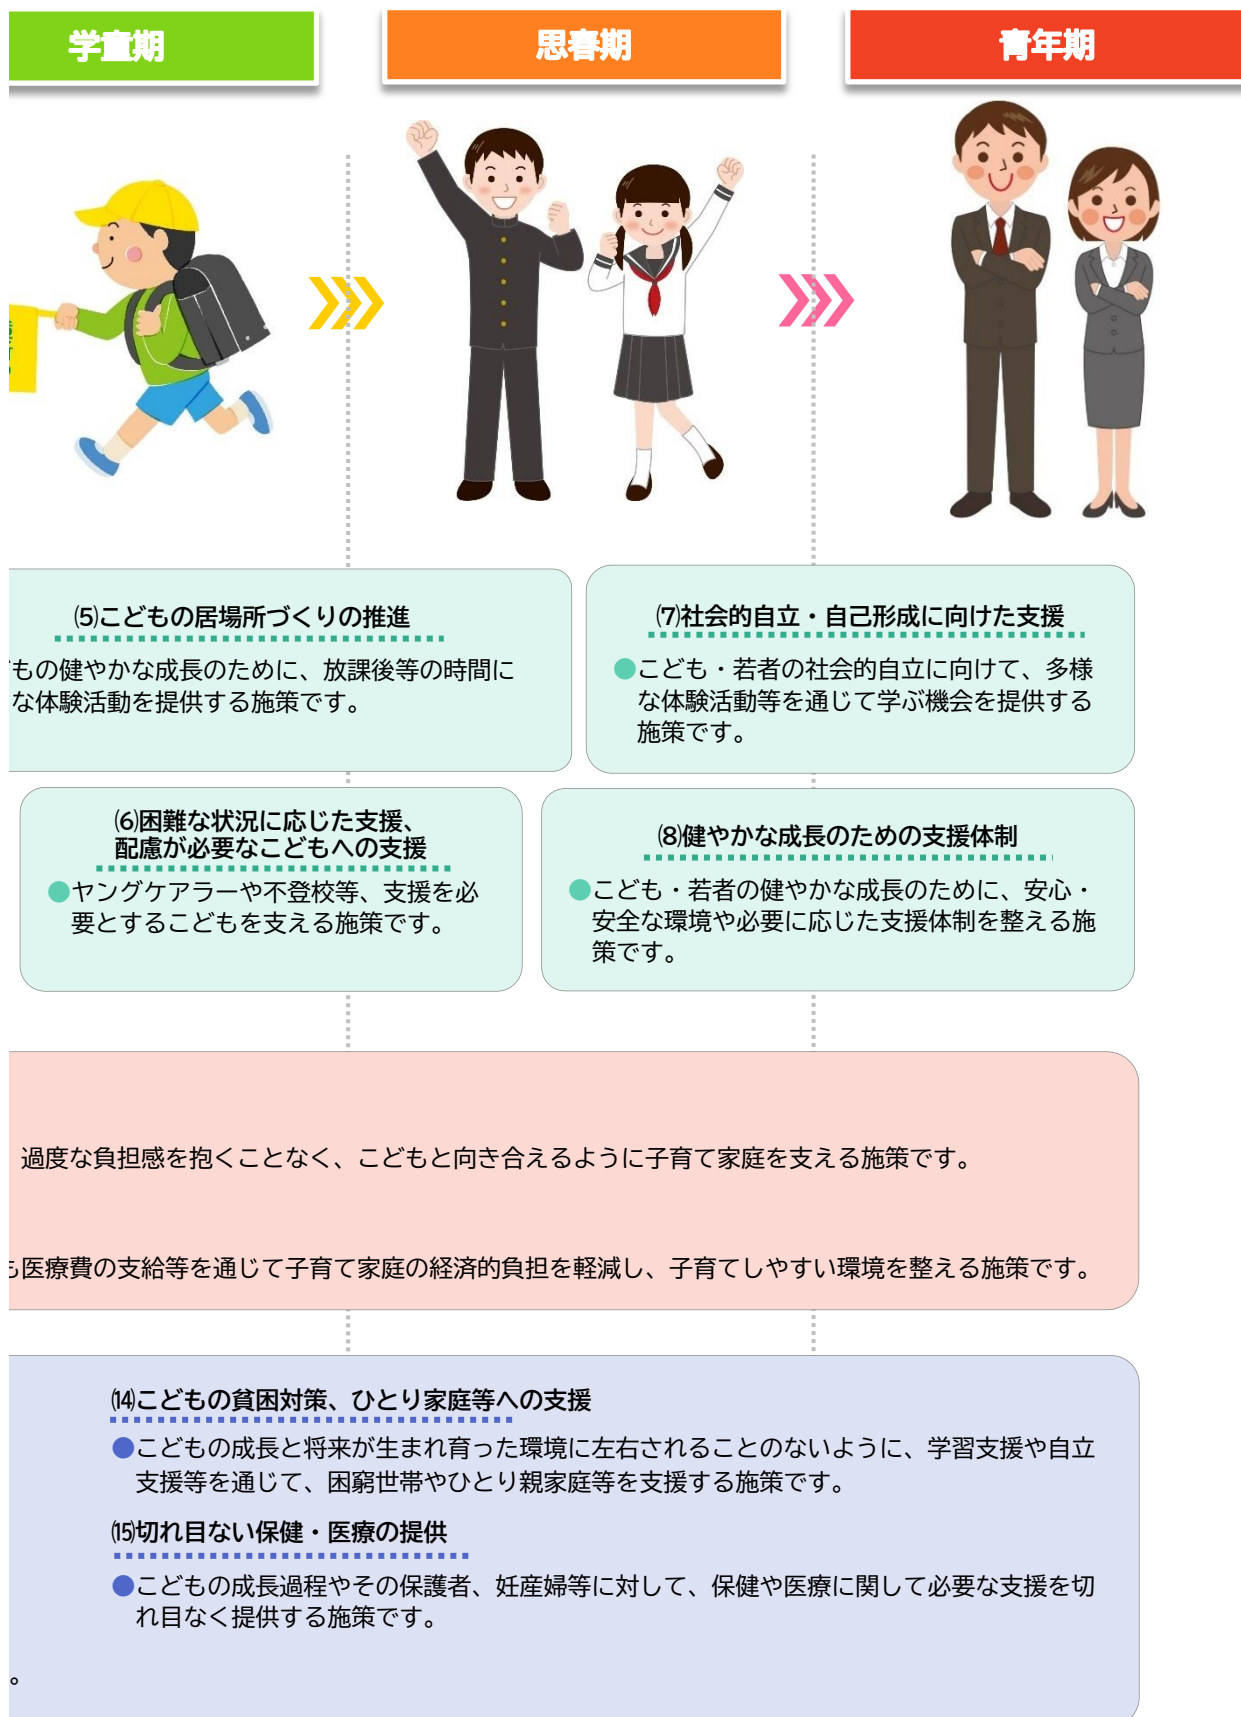 学童期
思春期
青年期
⑸こどもの居場所づくりの推進
もの健やかな成長のために、放課後等の時間に
な体験活動を提供する施策です。
⑺社会的自立・自己形成に向けた支援
●こども・若者の社会的自立に向けて、多様
な体験活動等を通じて学ぶ機会を提供する
施策です。
⑹困難な状況に応じた支援、
配慮が必要なこどもへの支援
●ヤングケアラーや不登校等、支援を必
要とするこどもを支える施策です。
⑻健やかな成長のための支援体制
●こども・若者の健やかな成長のために、安心・
安全な環境や必要に応じた支援体制を整える施
策です。
過度な負担感を抱くことなく、こどもと向き合えるように子育て家庭を支える施策です。
医療費の支給等を通じて子育て家庭の経済的負担を軽減し、子育てしやすい環境を整える施策です。
⒁こどもの貧困対策、ひとり家庭等への支援
●こどもの成長と将来が生まれ育った環境に左右されることのないように、学習支援や自立
支援等を通じて、困窮世帯やひとり親家庭等を支援する施策です。
⒂切れ目ない保健・医療の提供
●こどもの成長過程やその保護者、妊産婦等に対して、保健や医療に関して必要な支援を切
れ目なく提供する施策です。
。